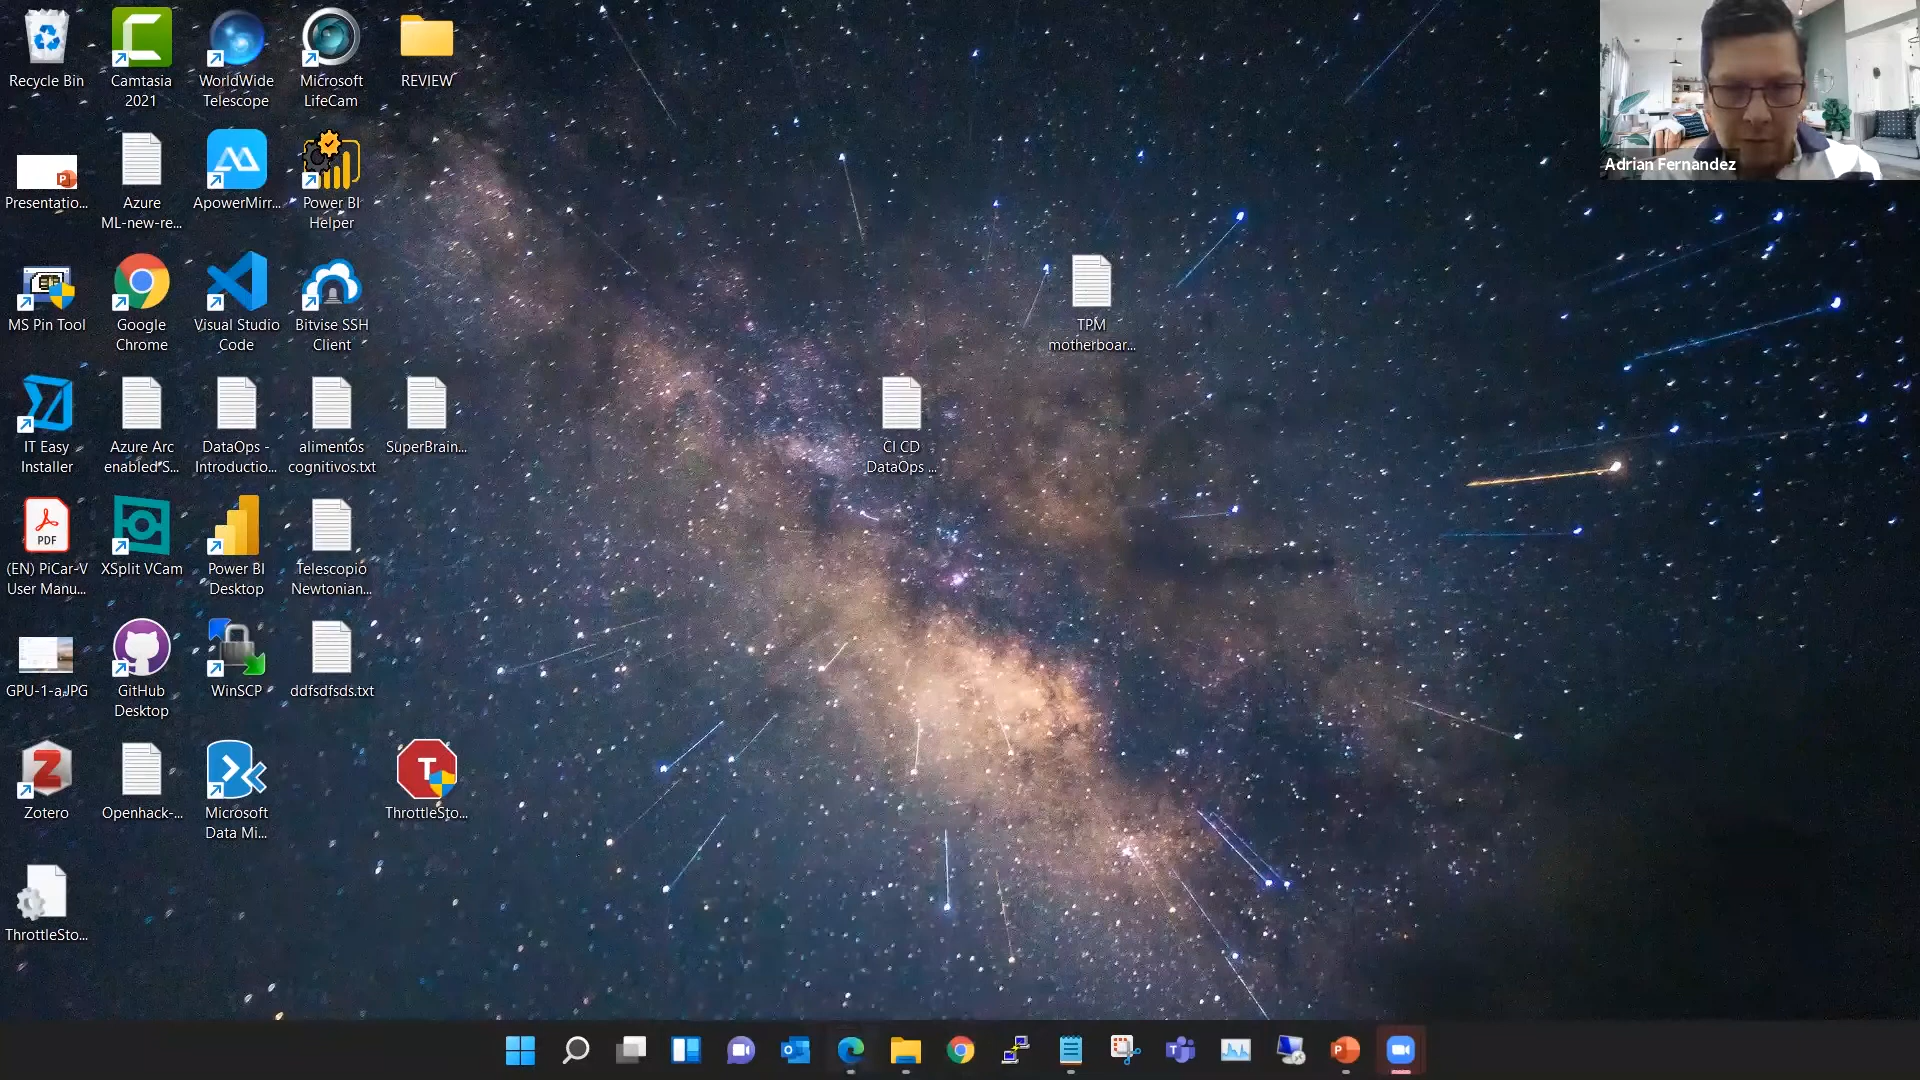 Recycle Bin
Camtasia
2021
WorldWide
Telescope
Microsoft
LifeCam
REVIEW
Adrian Fernandez
Presentatio...
Azure
ML-new-re...
ApowerMirr...
Power BI
Helper
MS Pin Tool
Google
Chrome
Visual Studio
Code
Bitvise SSH
Client
TPM
motherboar...
IT Easy
Installer
Azure Arc
enabled S...
DataOps -
Introductio...
alimentos
cognitivos.txt
SuperBrain...
CI CD
DataOps ...
PDF
(EN) PiCar-V
User Manu...
XSplit VCam
Power BI
Desktop
Telescopio
Newtonian...
GPU-1-a.JPG
GitHub
Desktop
WinSCP
ddfsdfsds.txt
Zotero
Openhack-...
Microsoft
Data Mi...
T
ThrottleSto...
ThrottleSto...